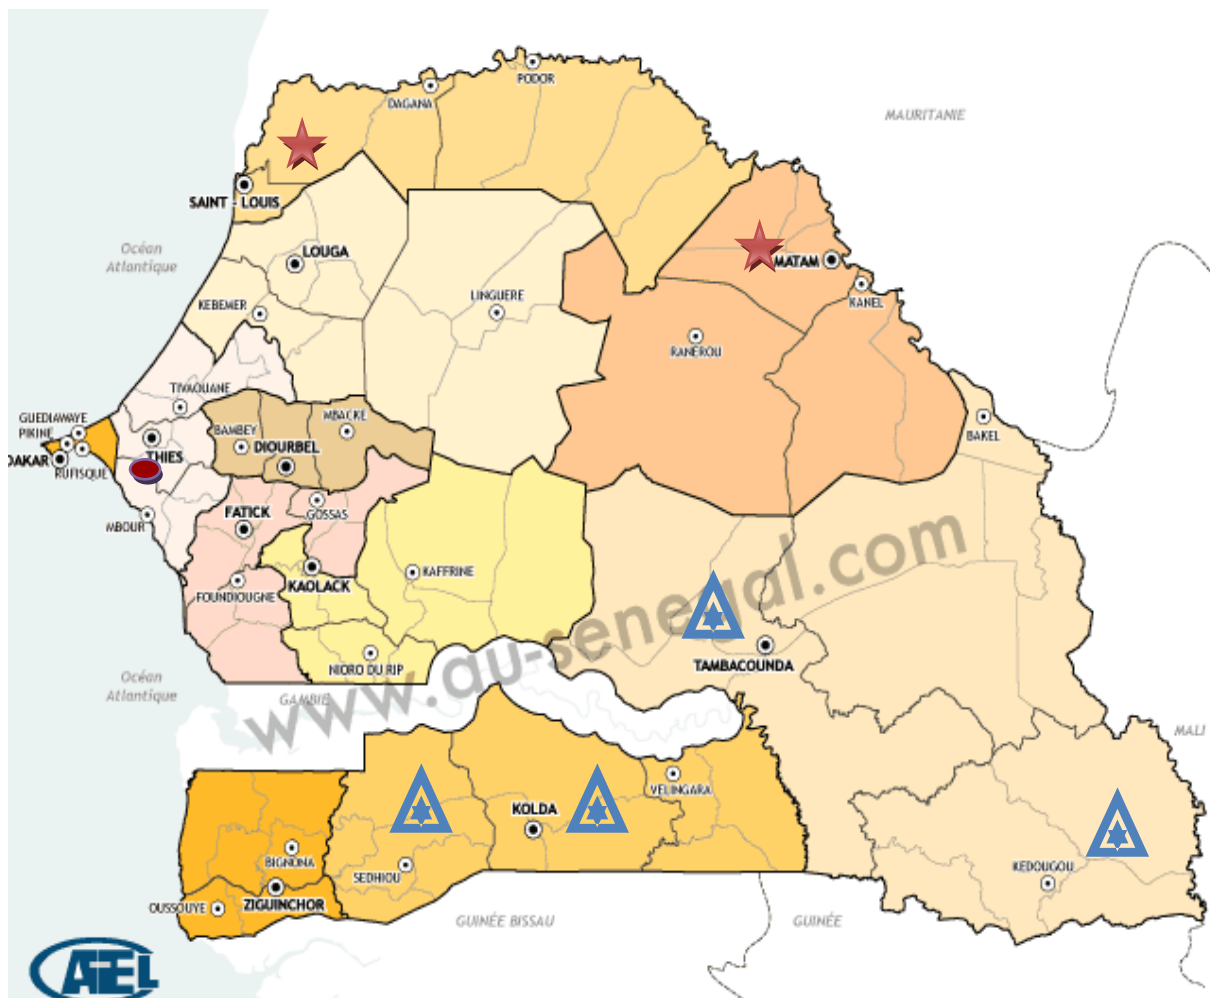 PODOR
DAGANA
MAURITANIE
SAINT - LOUIS
Océan
Atlantique
LOUGA
MATAM
KANEL
LINGUERE
KEBEMER
RANEROU
TIVAOUANE
GUEDIAWAYE
PIKINE
BAMBEY
MBACKE
DIOURBEL
BAKEL
DAKAR
THIES
RUFISQUE
MBOUR
FATICK
GOSSAS
KAFFRINE
KAOLACK
FOUNDIOUGNE
NIORO DU RIP
TAMBACOUNDA
Océan
Atlantique
GAMBIE
www.au-senegal.com
MALI
VELINGARA
KOLDA
BIGNONA
SEDHIOU
KEDOUGOU
OUSSOUYE
ZIGUINCHOR
GUINÉE BISSAU
GUINÉE